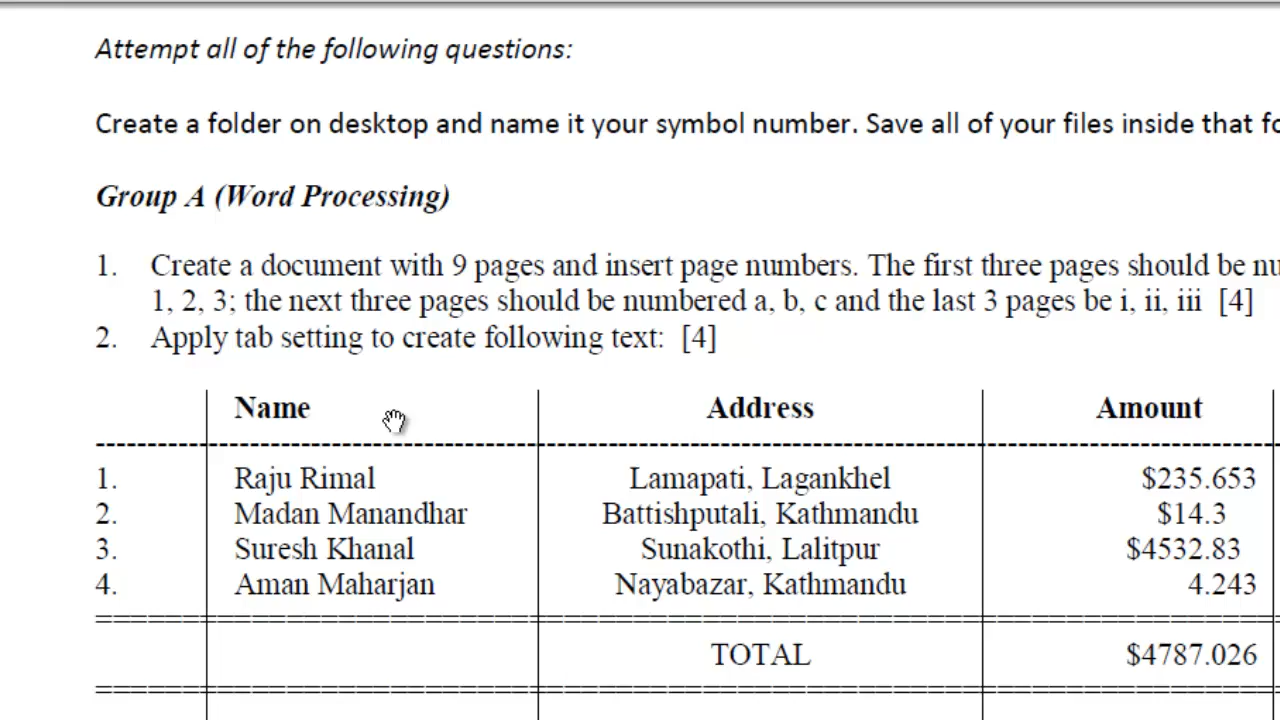 Attempt all of the following questions:
Create a folder on desktop and name it your symbol number. Save all of your files inside that
Group A (Word Processing)
1. Create a document with 9 pages and insert page numbers. The first three pages should be
1, 2, 3; the next three pages should be numbered a, b, c and the last 3 pages be i, ii, iii [4]
2. Apply tab setting to create following text: [4]
Name Address Amount
1. Raju Rimal Lamapati, Lagankhel $235.653
2. Madan Manandhar Battishputali, Kathmandu $14.3
3. Suresh Khanal Sunakothi, Lalitpur $4532.83
4. Aman Maharjan Nayabazar, Kathmandu 4.243
TOTAL $4787.026